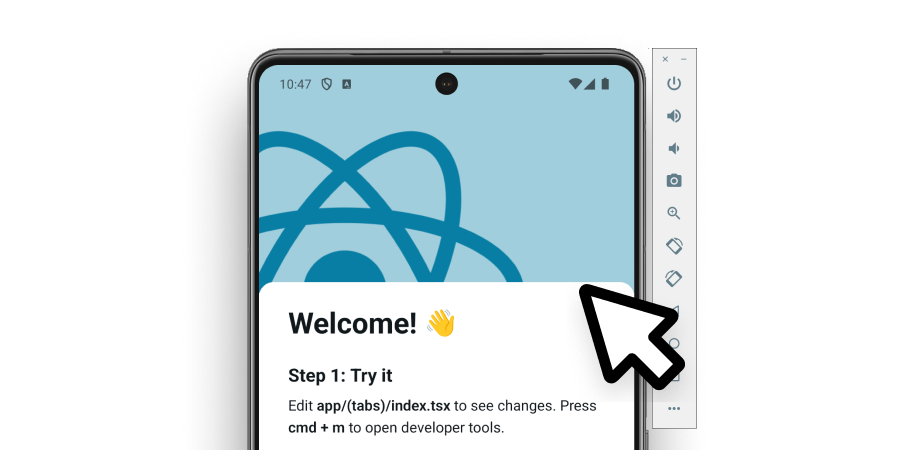 10:47
A
Welcome! 👋
Step 1: Try it
Edit app/(tabs)/index.tsx to see changes. Press
cmd + m to open developer tools.